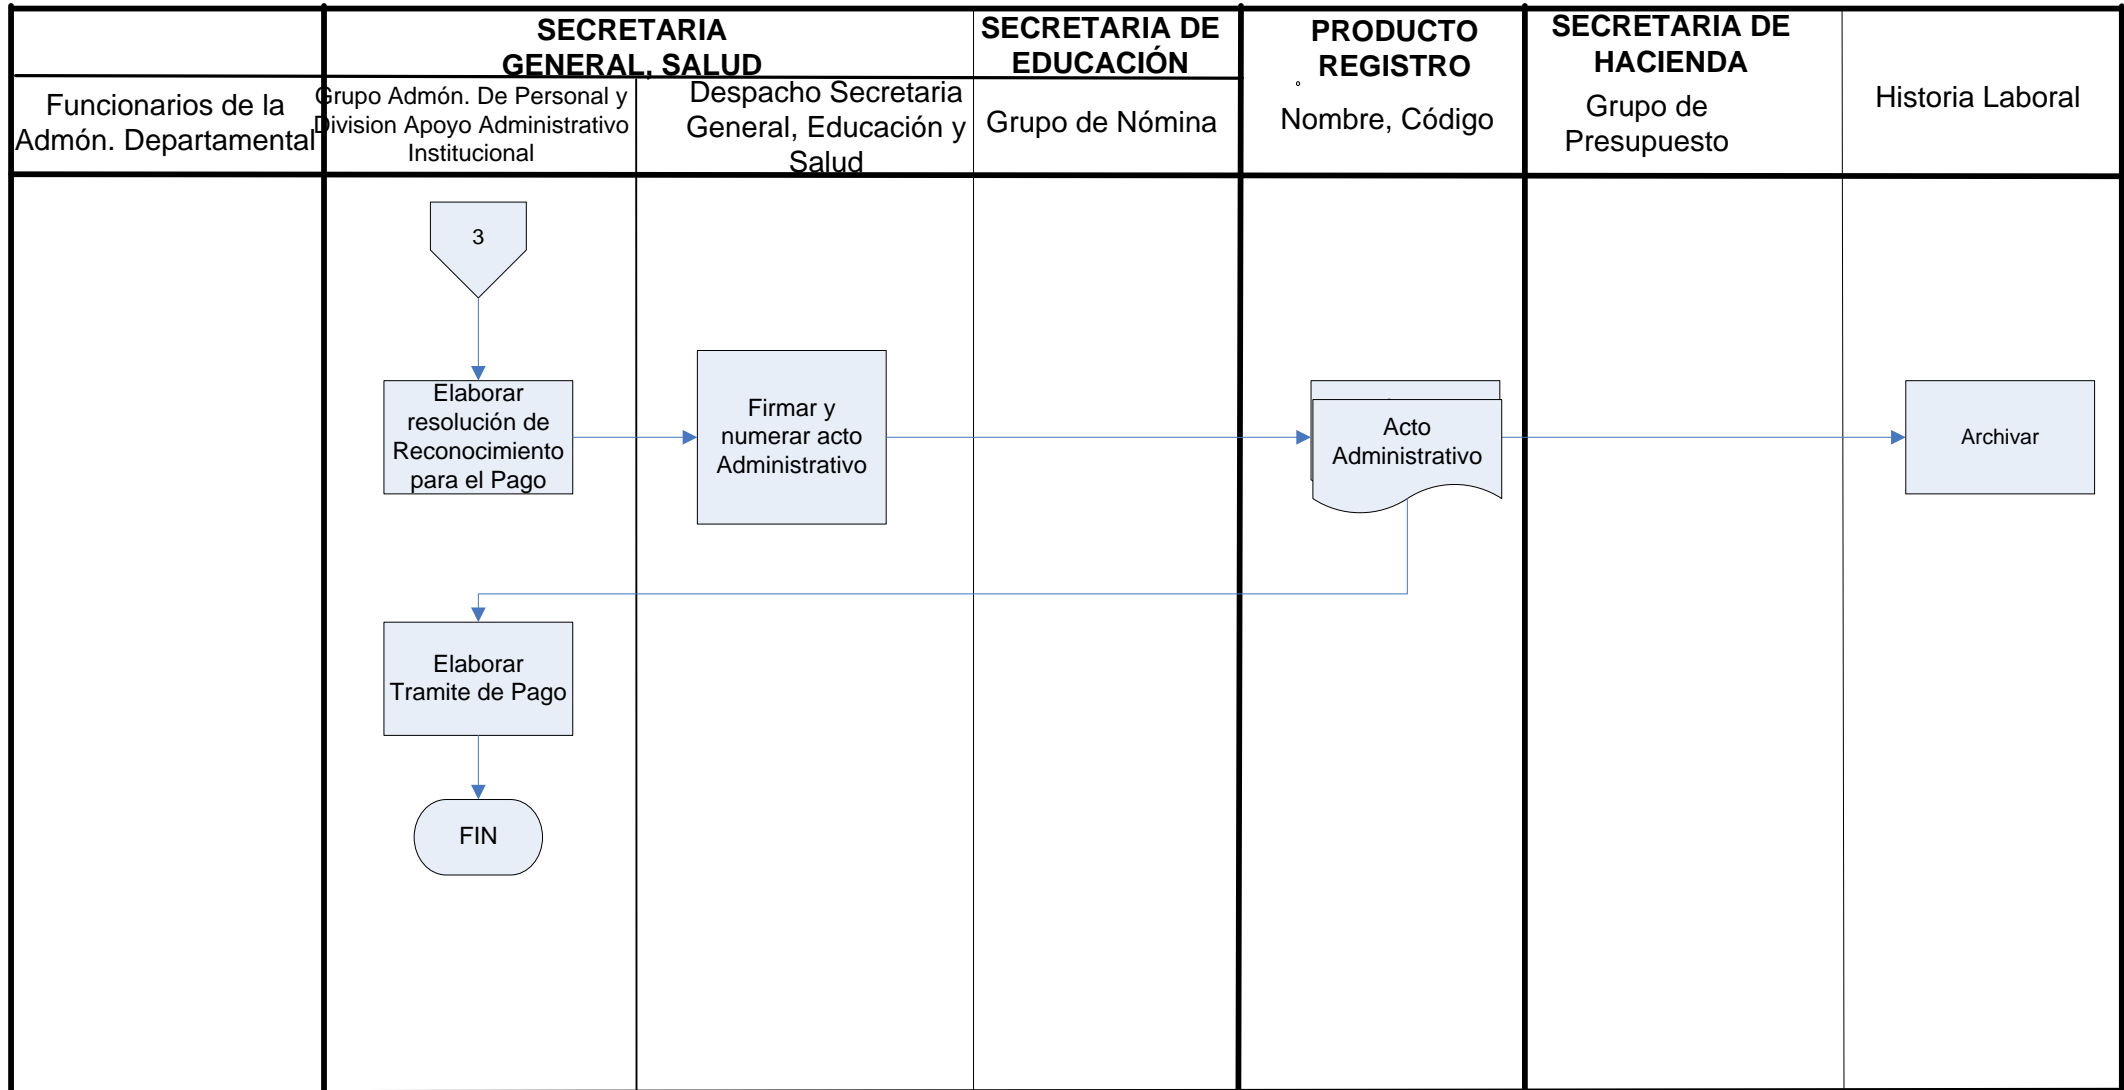 SECRETARIA
GENERAL, SALUD
SECRETARIA DE
EDUCACIÓN
PRODUCTO
REGISTRO
SECRETARIA DE
HACIENDA
Funcionarios de la
Admón. Departamental
Grupo Admón. De Personal y
Division Apoyo Administrativo
Institucional
Despacho Secretaria
General, Educación y
Salud
Grupo de Nómina
Nombre, Código
Grupo de
Presupuesto
Historia Laboral
3
Elaborar
resolución de
Reconocimiento
para el Pago
Firmar y
numerar acto
Administrativo
Acto
Administrativo
Archivar
Elaborar
Tramite de Pago
FIN